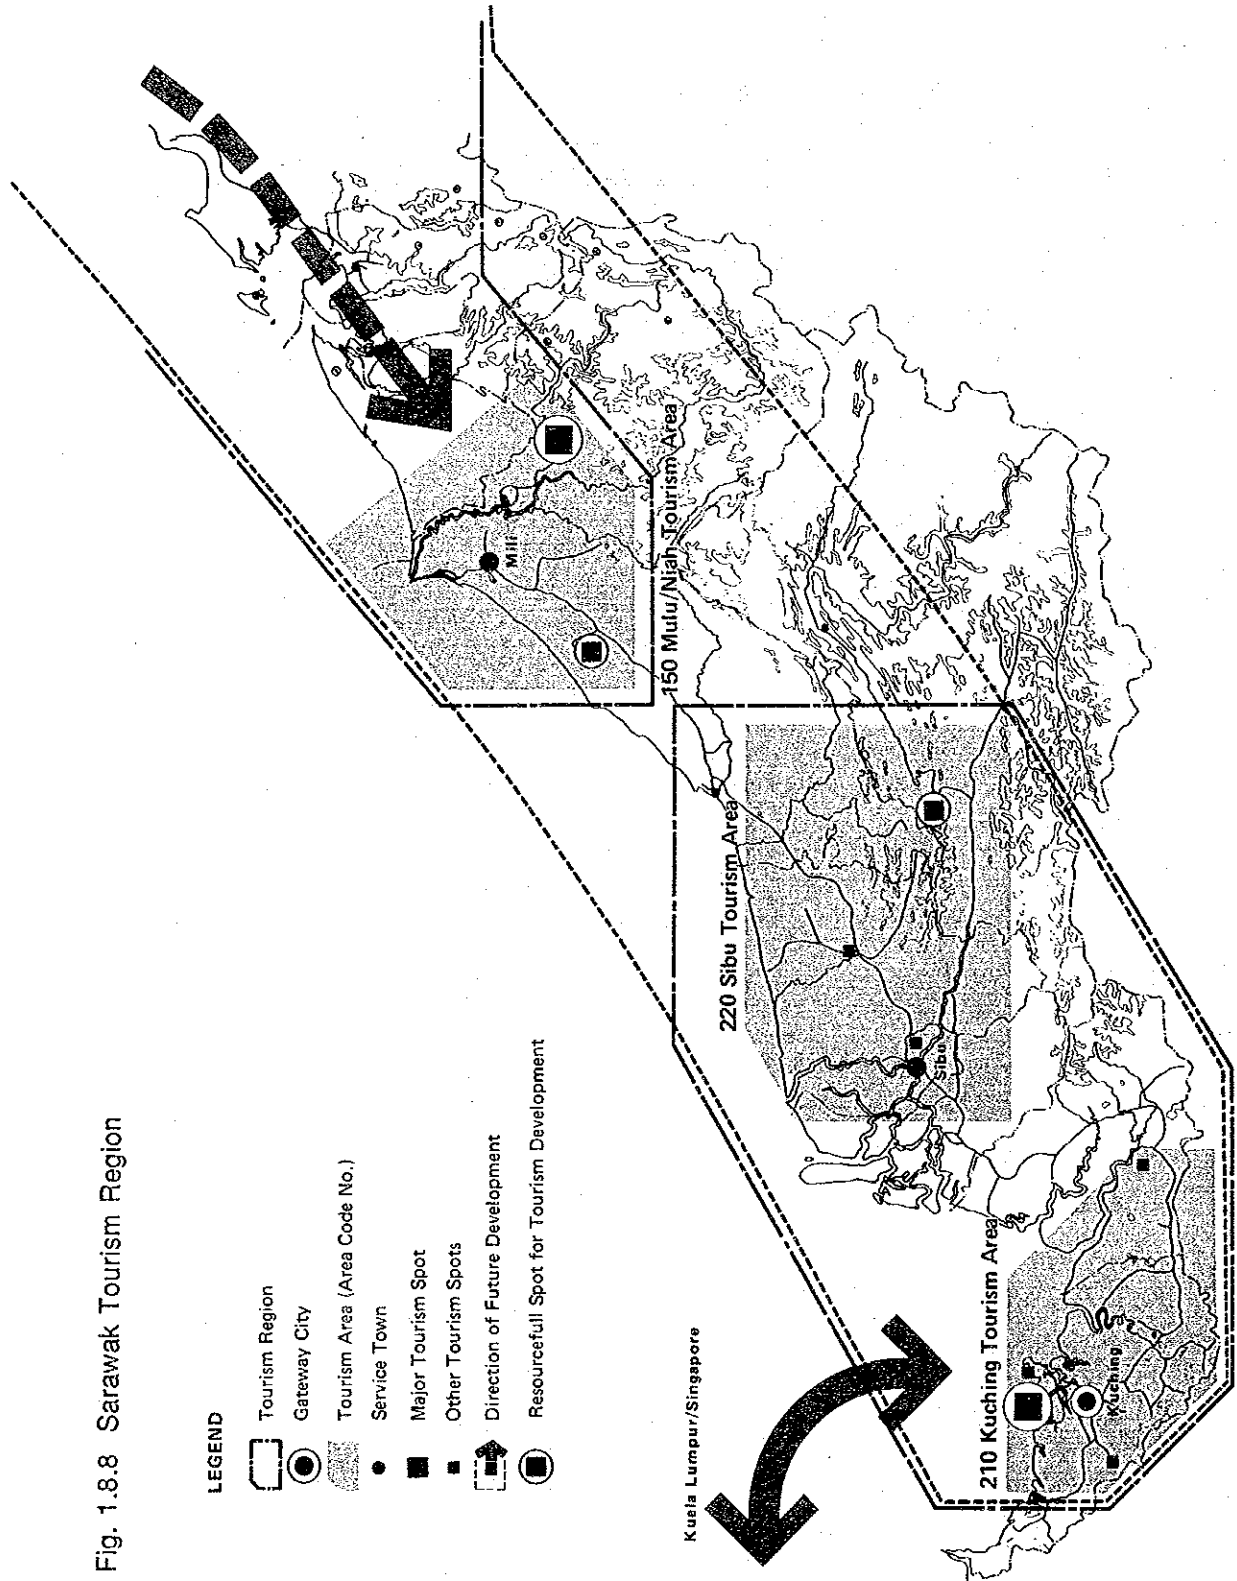 Fig. 1.8.8 Sarawak Tourism Region
LEGEND
Tourism Region
Gateway City
Tourism Area (Area Code No.)
Service Town
Major Tourism Spot
Other Tourism Spots
Direction of Future Development
Resourcefull Spot for Tourism Development
Kuala Lumpur/Singapore
150 Mulu/Niah Tourism Area
Miri
220 Sibu Tourism Area
Sibu
210 Kuching Tourism Area
Kuching